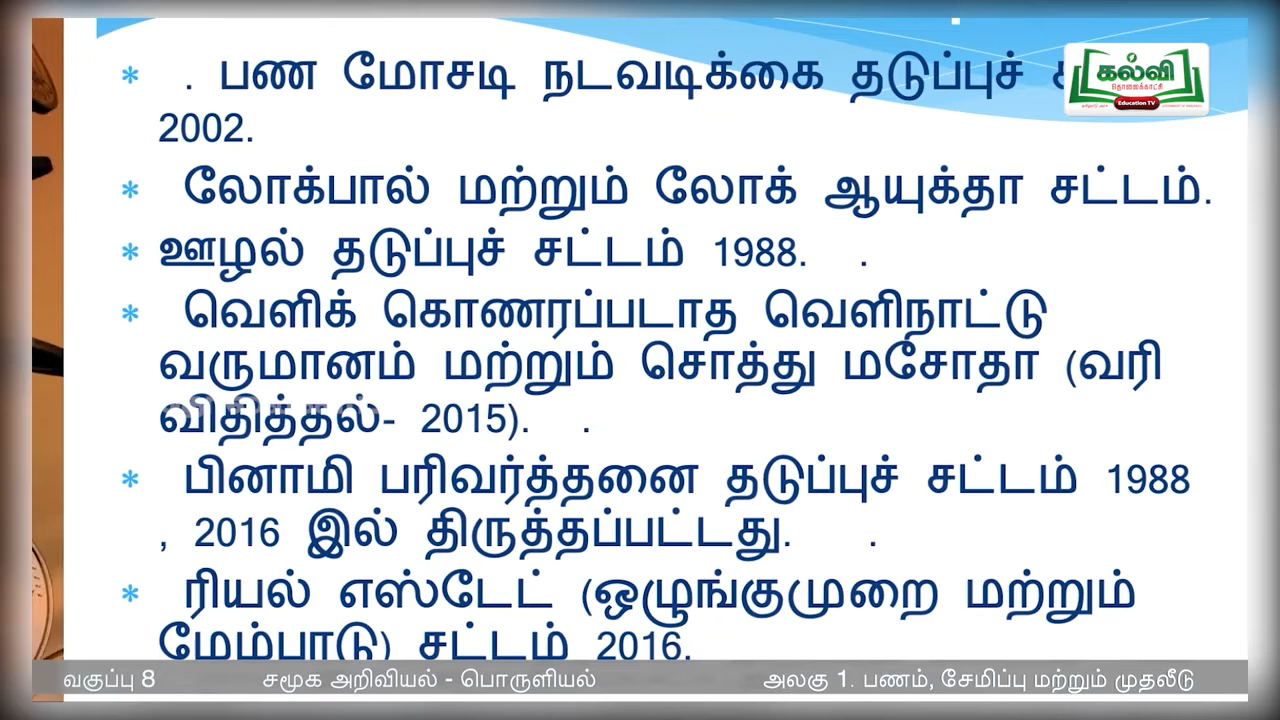 * . பண மோசடி நடவடிக்கை தடுப்புச்
2002.
* லோக்பால் மற்றும் லோக் ஆயுக்தா சட்டம்.
* ஊழல் தடுப்புச் சட்டம் 1988. .
* வெளிக் கொணரப்படாத வெளிநாட்டு
வருமானம் மற்றும் சொத்து மசோதா (வரி
விதித்தல்- 2015). .
* பினாமி பரிவர்த்தனை தடுப்புச் சட்டம் 1988
, 2016 இல் திருத்தப்பட்டது. .
* ரியல் எஸ்டேட் (ஒழுங்குமுறை மற்றும்
மேம்பாடு) சட்டம் 2016.
கல்வி
தொலைக்காட்சி
Education TV
வகுப்பு 8 சமூக அறிவியல் - பொருளியல் அலகு 1. பணம், சேமிப்பு மற்றும் முதலீடு